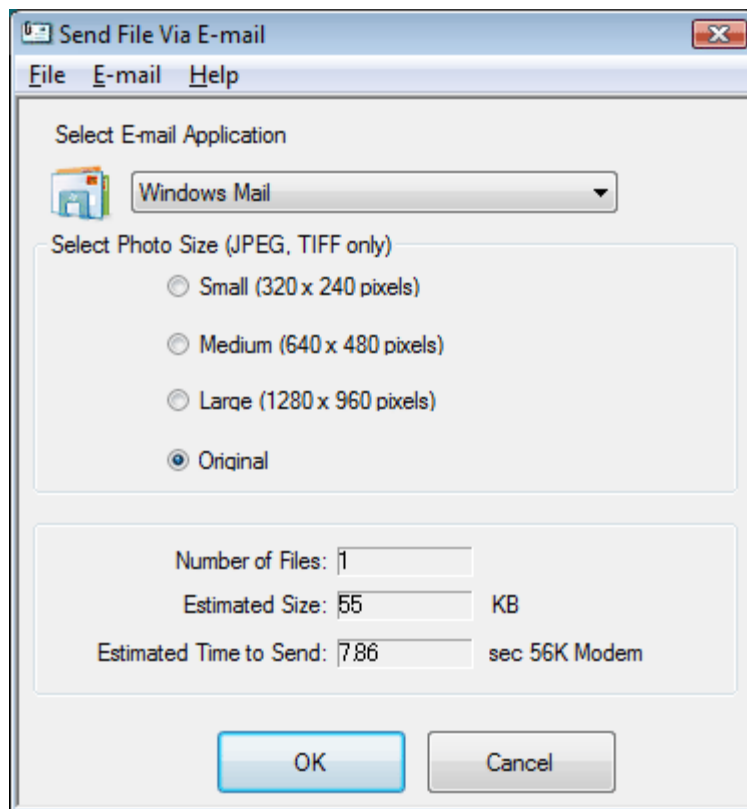 Send File Via E-mail
File E-mail Help
Select E-mail Application
Windows Mail
Select Photo Size (JPEG, TIFF only)
Small (320 x 240 pixels)
Medium (640 x 480 pixels)
Large (1280 x 960 pixels)
Original
Number of Files: 1
Estimated Size: 55 KB
Estimated Time to Send: 7.86 sec 56K Modem
OK Cancel